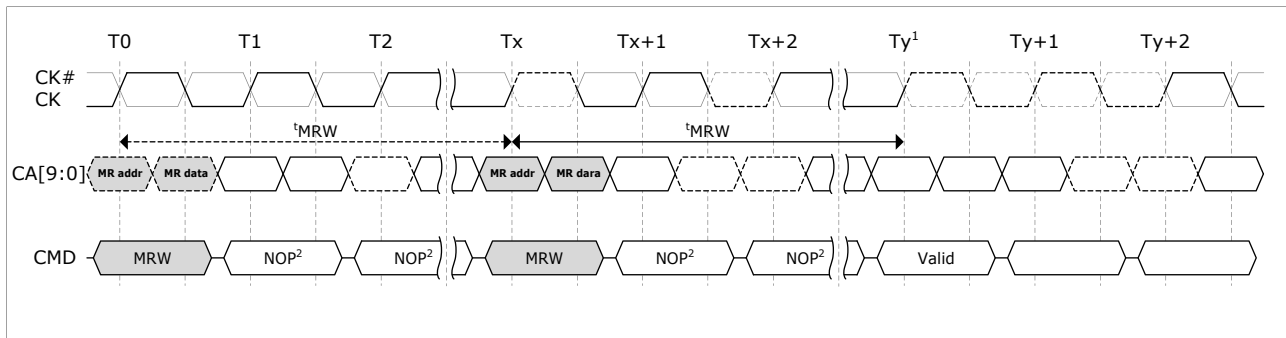 T0 T1 T2 Tx Tx+1 Tx+2 Ty¹ Ty+1 Ty+2
CK#
CK
ᵗMRW ᵗMRW
CA[9:0] MR addr MR data MR addr MR dara
CMD MRW NOP² NOP² MRW NOP² NOP² Valid